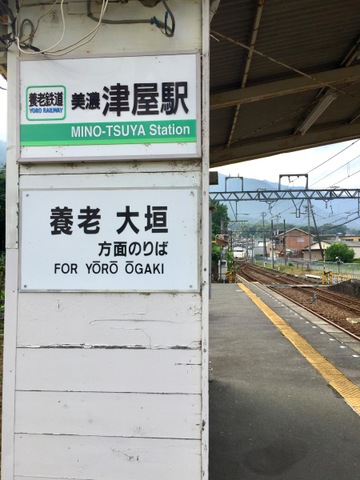 養老鉄道
YORO RAILWAY
美濃 津屋駅
MINO-TSUYA Station
養老 大垣
方面のりば
FOR YŌRŌ ŌGAKI